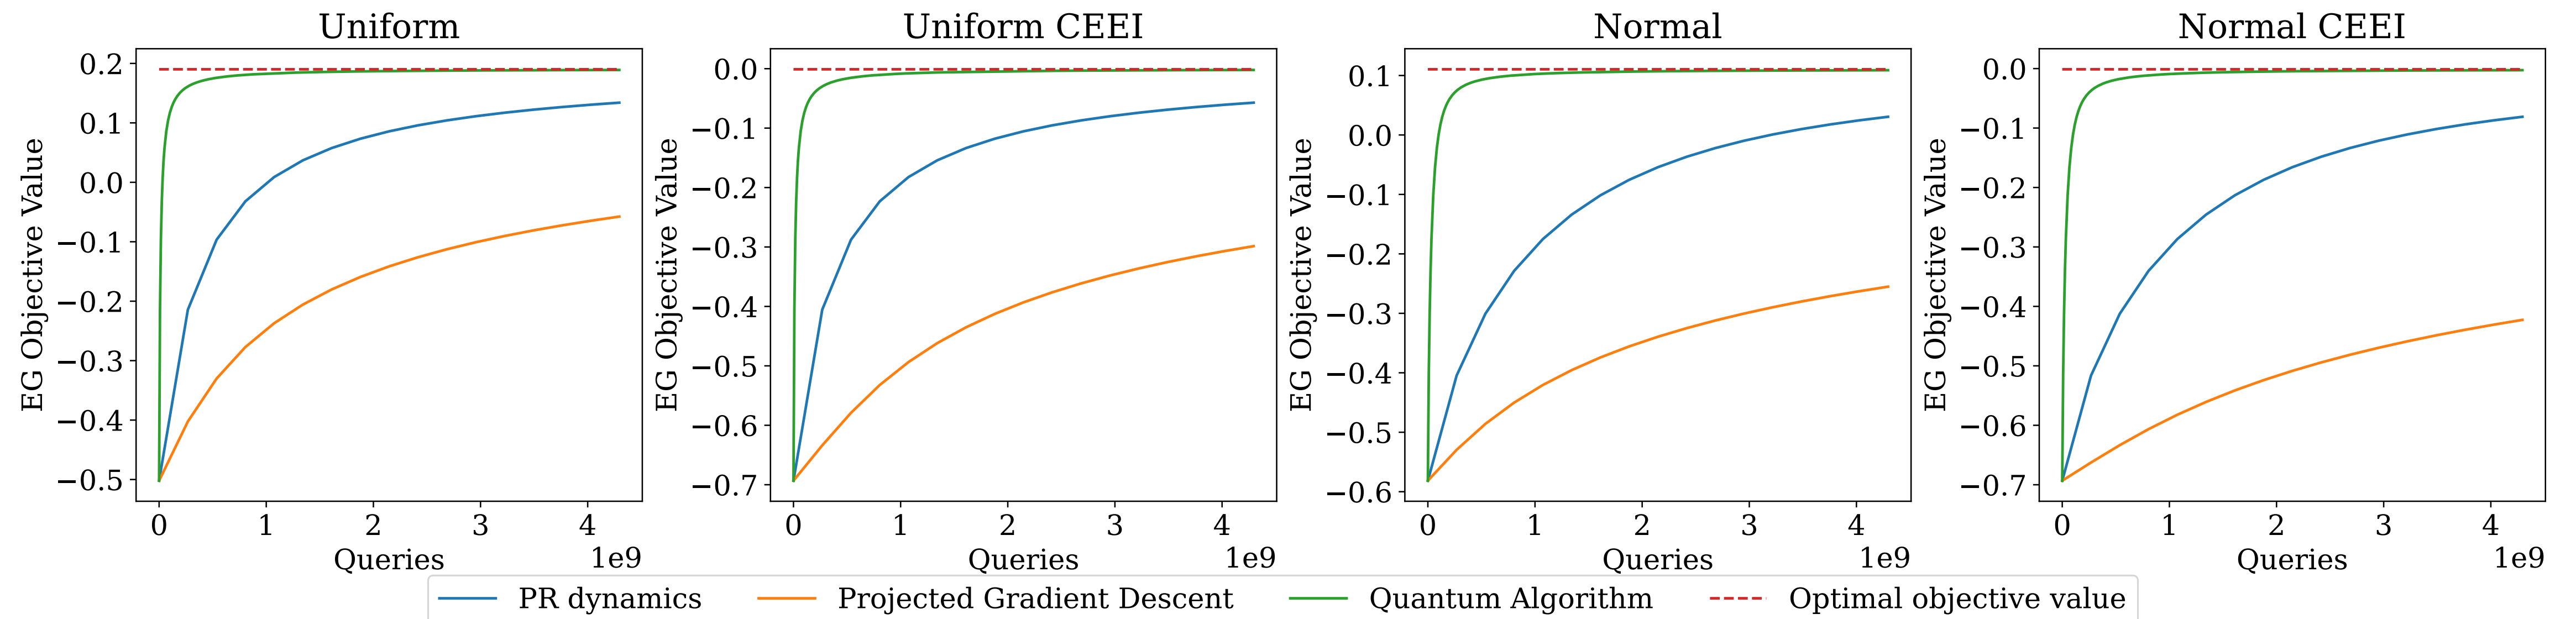 Uniform
EG Objective Value
0.2
0.1
0.0
−0.1
−0.2
−0.3
−0.4
−0.5
0 1 2 3 4
1e9
Queries
Uniform CEEI
EG Objective Value
0.0
−0.1
−0.2
−0.3
−0.4
−0.5
−0.6
−0.7
0 1 2 3 4
1e9
Queries
Normal
EG Objective Value
0.1
0.0
−0.1
−0.2
−0.3
−0.4
−0.5
−0.6
0 1 2 3 4
1e9
Queries
Normal CEEI
EG Objective Value
0.0
−0.1
−0.2
−0.3
−0.4
−0.5
−0.6
−0.7
0 1 2 3 4
1e9
Queries
PR dynamics Projected Gradient Descent Quantum Algorithm Optimal objective value